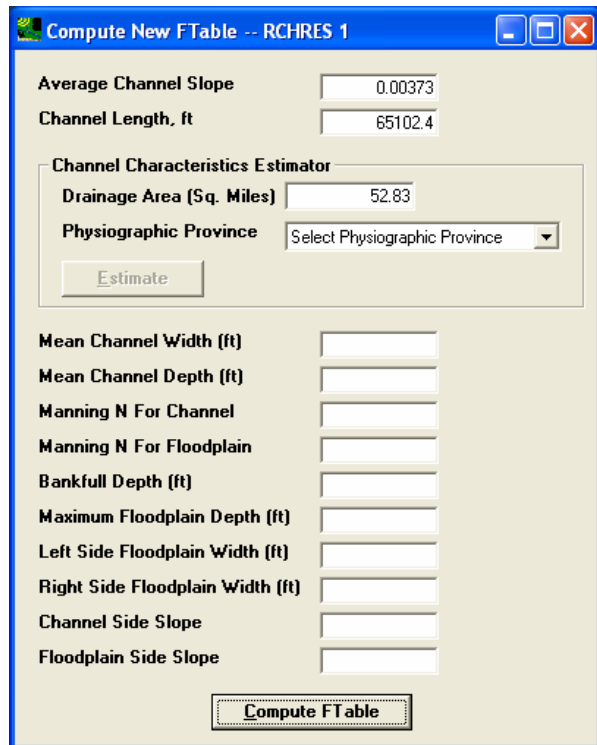 Compute New FTable -- RCHRES 1
Average Channel Slope 0.00373
Channel Length, ft 65102.4
Channel Characteristics Estimator
Drainage Area (Sq. Miles) 52.83
Physiographic Province Select Physiographic Province
Estimate
Mean Channel Width (ft)
Mean Channel Depth (ft)
Manning N For Channel
Manning N For Floodplain
Bankfull Depth (ft)
Maximum Floodplain Depth (ft)
Left Side Floodplain Width (ft)
Right Side Floodplain Width (ft)
Channel Side Slope
Floodplain Side Slope
Compute FTable